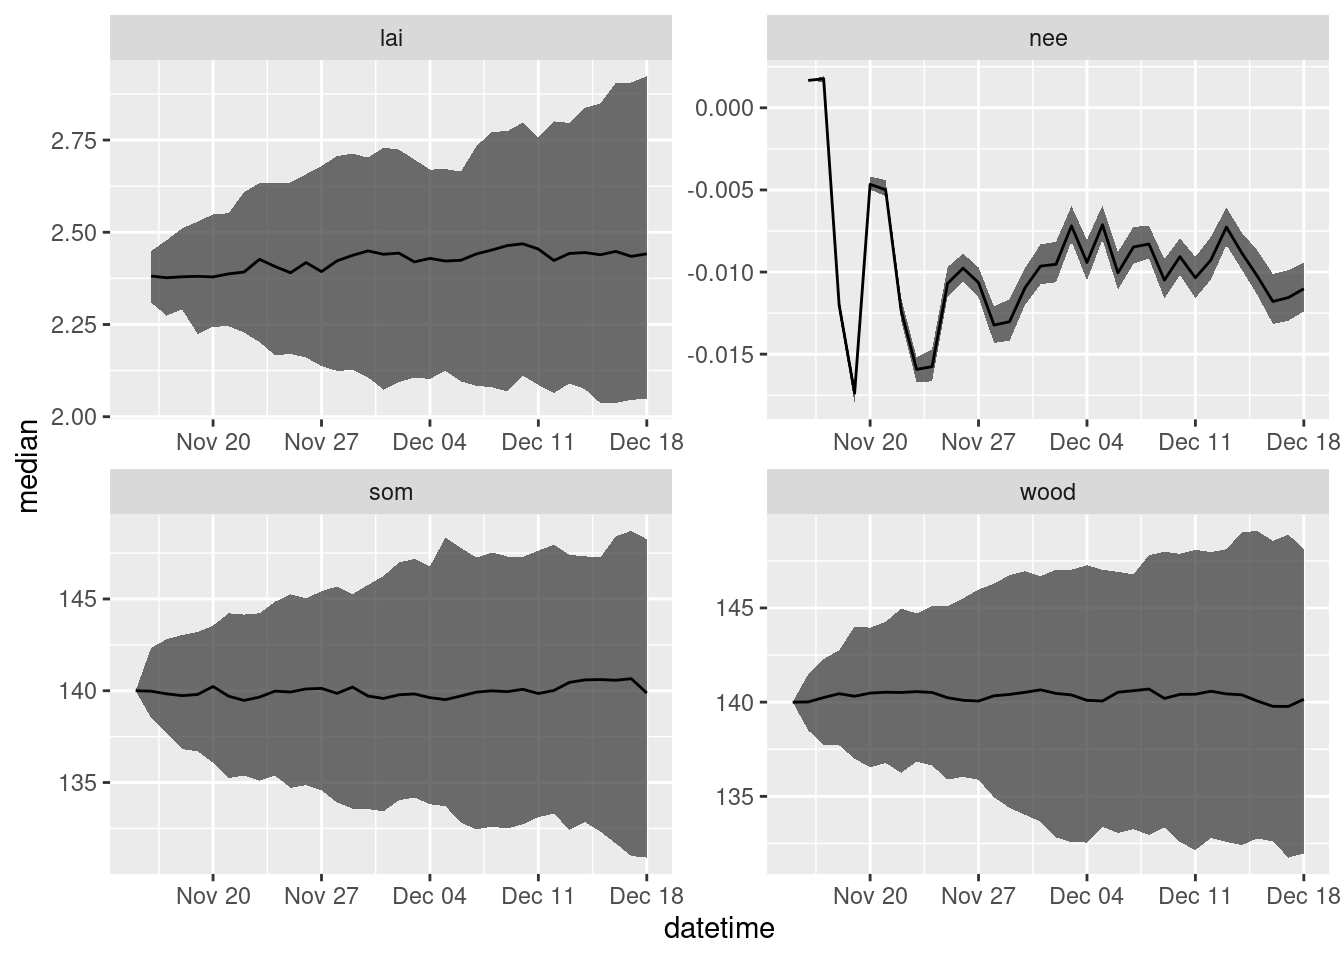 lai
nee
2.75
2.50
2.25
2.00
0.000
-0.005
-0.010
-0.015
Nov 20 Nov 27 Dec 04 Dec 11 Dec 18
Nov 20 Nov 27 Dec 04 Dec 11 Dec 18
median
som
wood
145
140
135
145
140
135
Nov 20 Nov 27 Dec 04 Dec 11 Dec 18
Nov 20 Nov 27 Dec 04 Dec 11 Dec 18
datetime